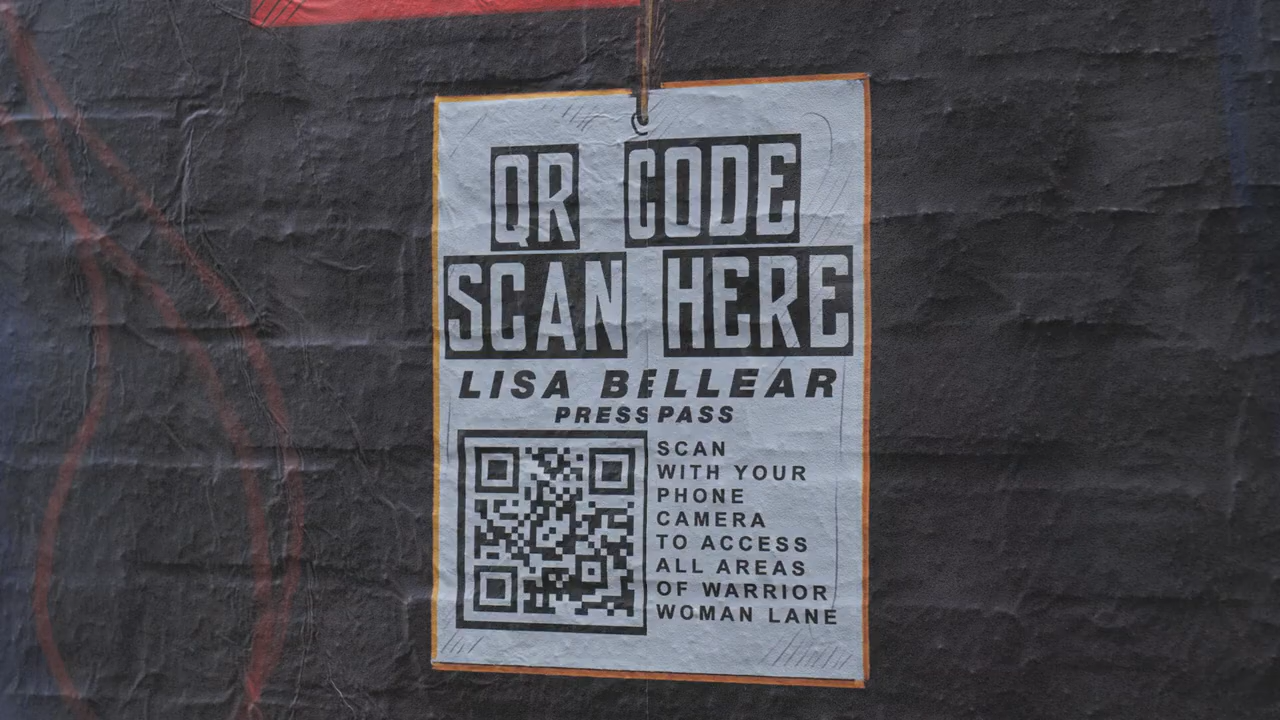 QR CODE
SCAN HERE
LISA BELLEAR
PRESS PASS
SCAN
WITH YOUR
PHONE
CAMERA
TO ACCESS
ALL AREAS
OF WARRIOR
WOMAN LANE